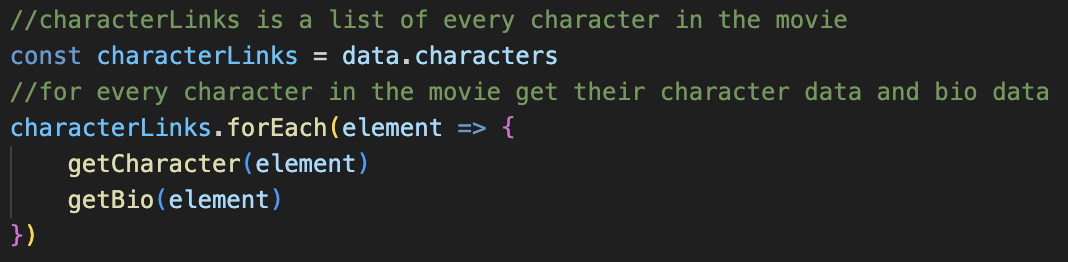 //characterLinks is a list of every character in the movie
const characterLinks = data.characters
//for every character in the movie get their character data and bio data
characterLinks.forEach(element => {
    getCharacter(element)
    getBio(element)
})